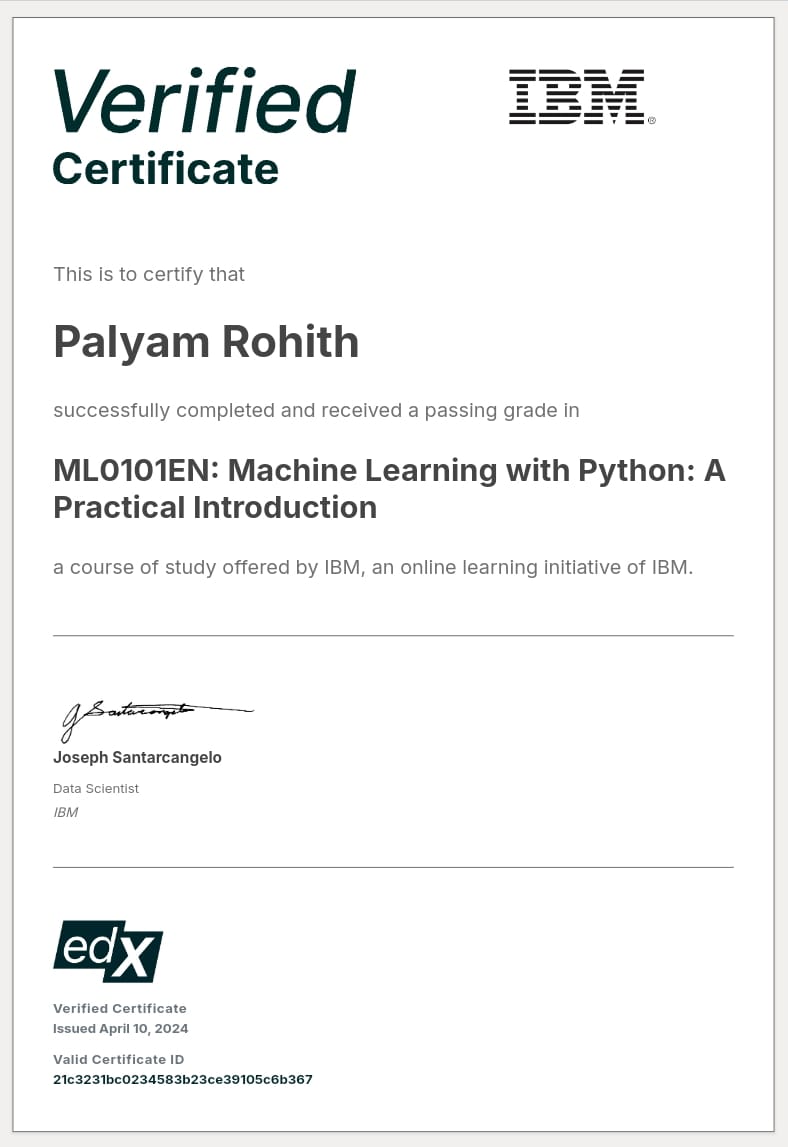 Verified
Certificate
IBM®
This is to certify that
Palyam Rohith
successfully completed and received a passing grade in
ML0101EN: Machine Learning with Python: A
Practical Introduction
a course of study offered by IBM, an online learning initiative of IBM.
J Santarcangelo
Joseph Santarcangelo
Data Scientist
IBM
edX
Verified Certificate
Issued April 10, 2024
Valid Certificate ID
21c3231bc0234583b23ce39105c6b367